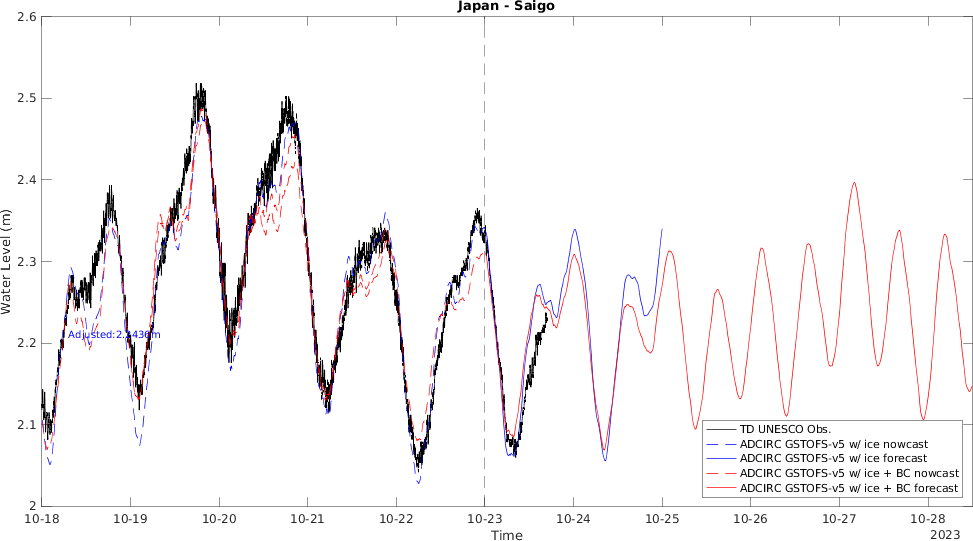 Japan - Saigo
2.6
2.5
2.4
2.3
2.2
2.1
2
Water Level (m)
10-18
10-19
10-20
10-21
10-22
10-23
10-24
10-25
10-26
10-27
10-28
2023
Time
TD UNESCO Obs.
ADCIRC GSTOFS-v5 w/ ice nowcast
ADCIRC GSTOFS-v5 w/ ice forecast
ADCIRC GSTOFS-v5 w/ ice + BC nowcast
ADCIRC GSTOFS-v5 w/ ice + BC forecast